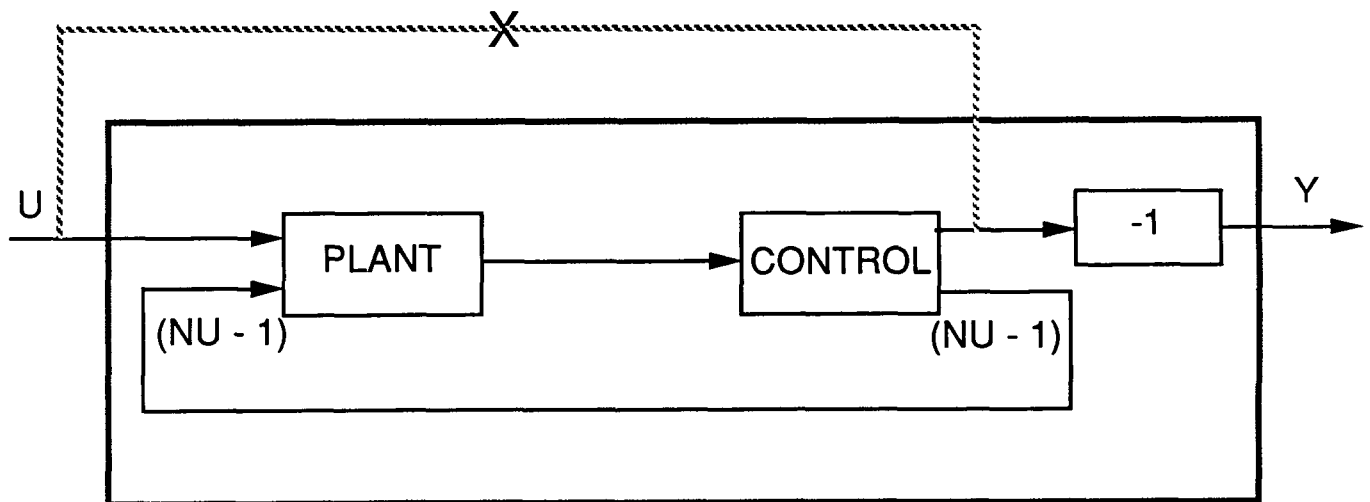 X
U
Y
PLANT
CONTROL
-1
(NU - 1)
(NU - 1)